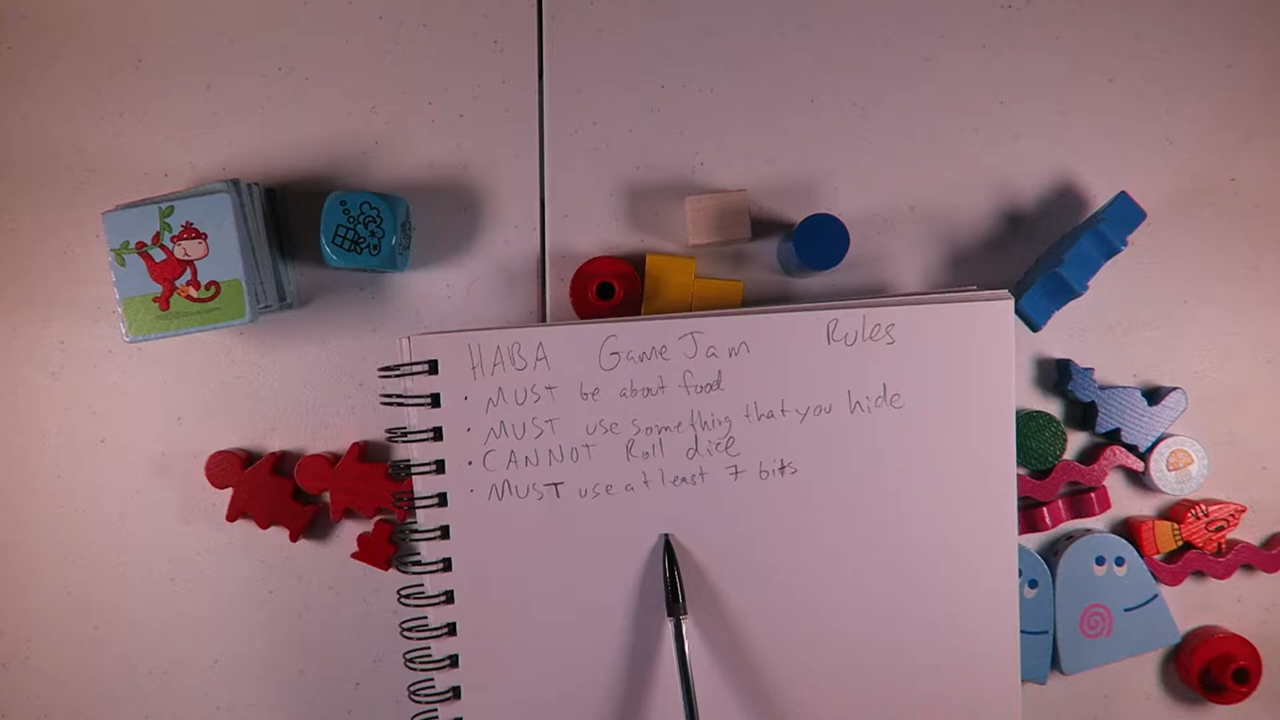 HABA Game Jam Rules
• MUST be about food
• MUST use something that you hide
• CANNOT Roll dice
• MUST use at least 7 bits